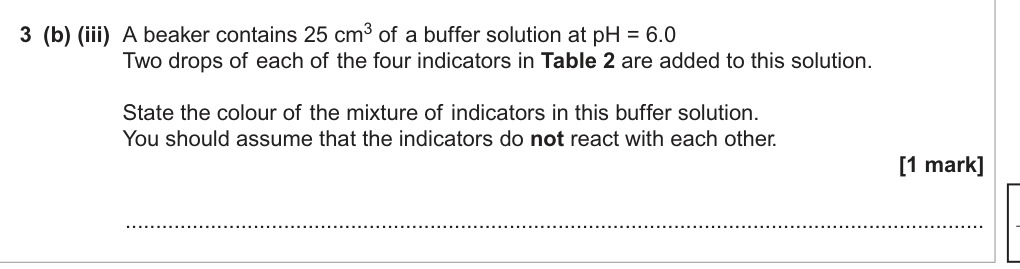 3 (b) (iii) A beaker contains 25 cm³ of a buffer solution at pH = 6.0
Two drops of each of the four indicators in Table 2 are added to this solution.
State the colour of the mixture of indicators in this buffer solution.
You should assume that the indicators do not react with each other.
[1 mark]